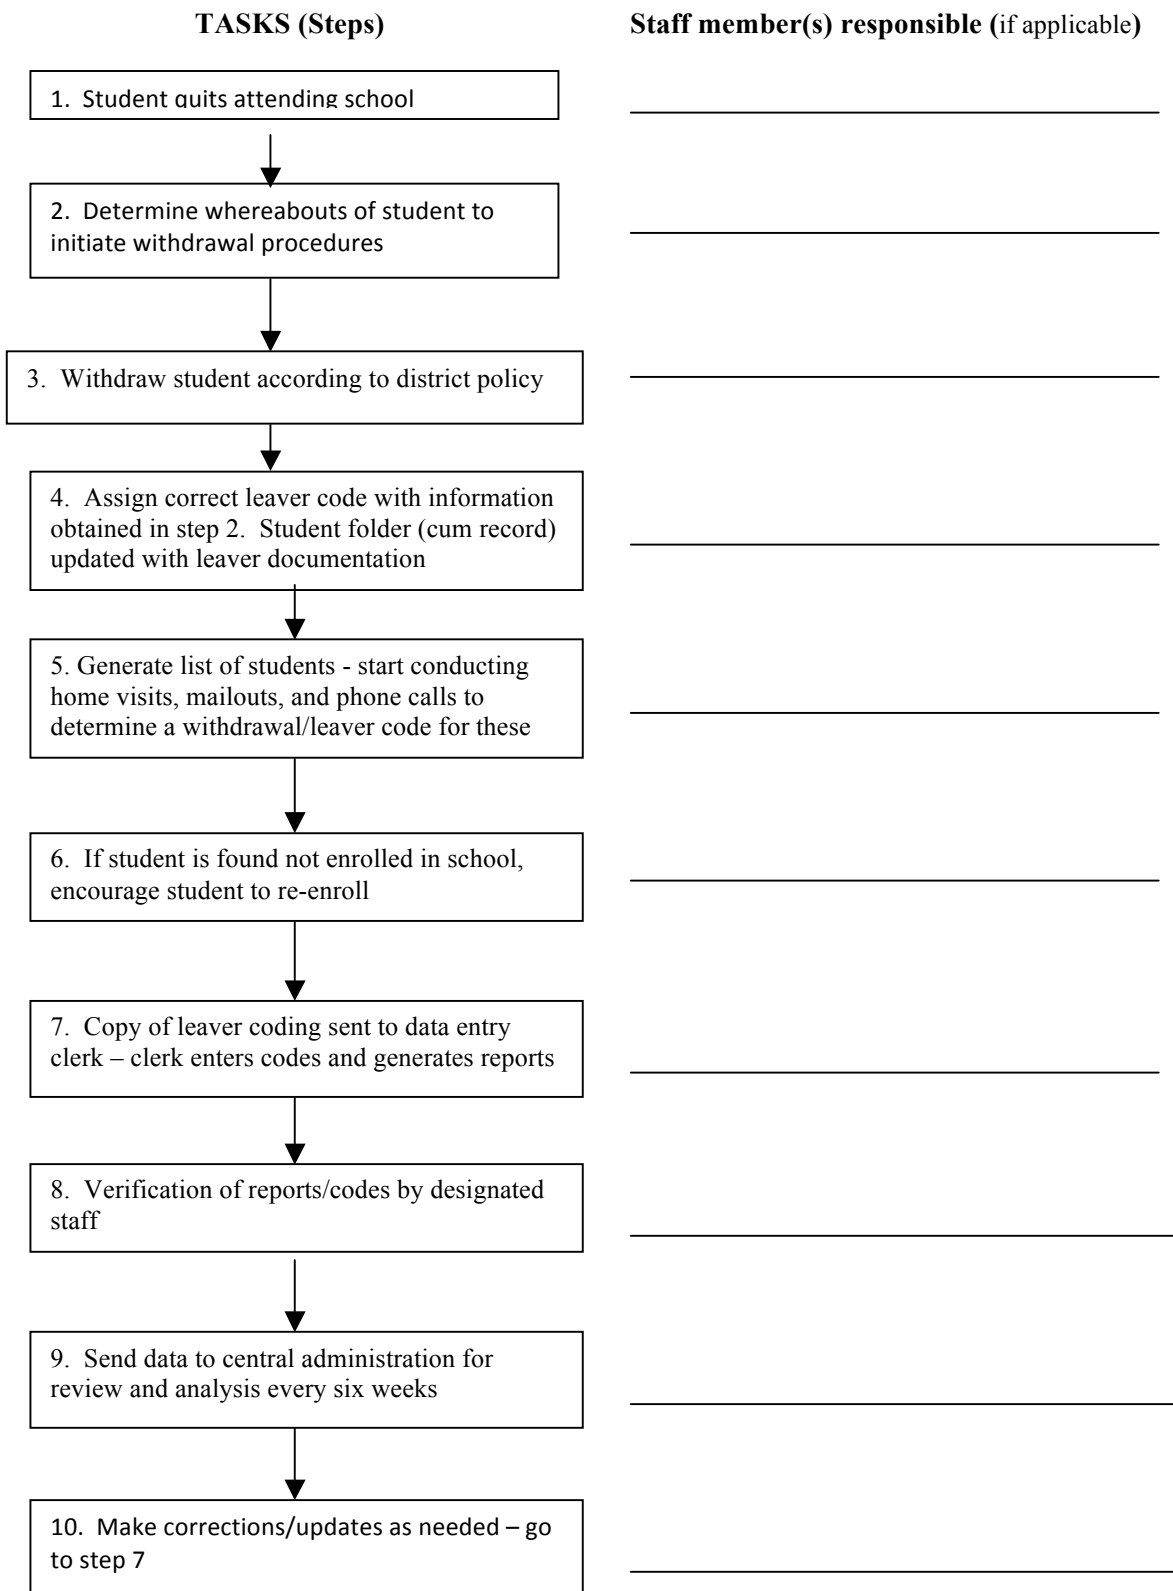 TASKS (Steps)
Staff member(s) responsible (if applicable)
1. Student quits attending school
2. Determine whereabouts of student to
initiate withdrawal procedures
3. Withdraw student according to district policy
4. Assign correct leaver code with information
obtained in step 2. Student folder (cum record)
updated with leaver documentation
5. Generate list of students - start conducting
home visits, mailouts, and phone calls to
determine a withdrawal/leaver code for these
6. If student is found not enrolled in school,
encourage student to re-enroll
7. Copy of leaver coding sent to data entry
clerk – clerk enters codes and generates reports
8. Verification of reports/codes by designated
staff
9. Send data to central administration for
review and analysis every six weeks
10. Make corrections/updates as needed – go
to step 7